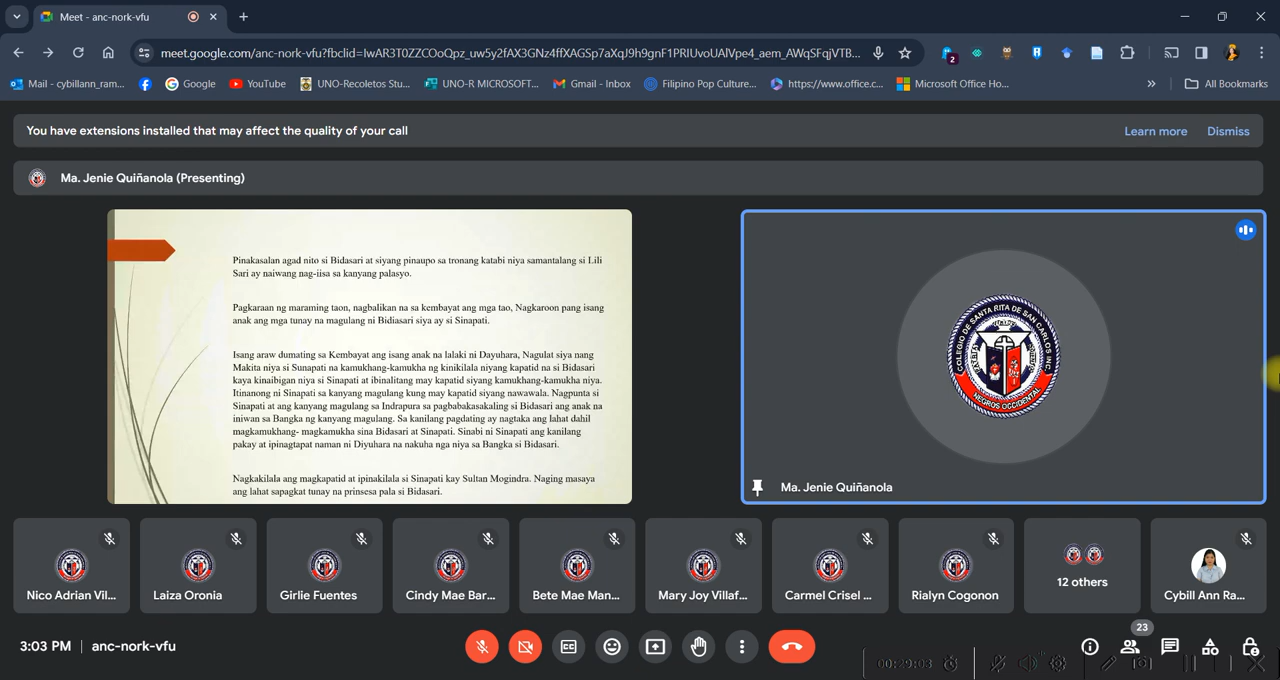 Meet - anc-nork-vfu
meet.google.com/anc-nork-vfu?fbclid=IwAR3T0ZZCOoQpz_uw5y2fAX3GNz4ffXAGSp7aXqJ9h9gnF1PRIUvoUAlVpe4_aem_AWqSFqjVTB...
2
Mail - cybillann_ram...
Google
YouTube
UNO-Recoletos Stu...
UNO-R MICROSOFT...
Gmail - Inbox
Filipino Pop Culture...
https://www.office.c...
Microsoft Office Ho...
All Bookmarks
You have extensions installed that may affect the quality of your call
Learn more
Dismiss
Ma. Jenie Quiñanola (Presenting)
Pinakasalan agad nito si Bidasari at siyang pinaupo sa tronang katabi niya samantalang si Lili
Sari ay naiwang nag-iisa sa kanyang palasyo.
Pagkaraan ng maraming taon, nagbalikan na sa kembayat ang mga tao, Nagkaroon pang isang
anak ang mga tunay na magulang ni Bidiasari siya ay si Sinapati.
Isang araw dumating sa Kembayat ang isang anak na lalaki ni Dayuhara, Nagulat siya nang
Makita niya si Sunapati na kamukhang-kamukha ng kinikilala niyang kapatid na si Bidasari
kaya kinaibigan niya si Sinapati at ibinalitang may kapatid siyang kamukhang-kamukha niya.
Itinanong ni Sinapati sa kanyang magulang kung may kapatid siyang nawawala. Nagpunta si
Sinapati at ang kanyang magulang sa Indrapura sa pagbabakasakaling si Bidasari ang anak na
iniwan sa Bangka ng kanyang magulang. Sa kanilang pagdating ay nagtaka ang lahat dahil
magkamukhang- magkamukha sina Bidasari at Sinapati. Sinabi ni Sinapati ang kanilang
pakay at ipinagtapat naman ni Diyuhara na nakuha nga niya sa Bangka si Bidasari.
Nagkakilala ang magkapatid at ipinakilala si Sinapati kay Sultan Mogindra. Naging masaya
ang lahat sapagkat tunay na prinsesa pala si Bidasari.
COLEGIO DE SANTA RITA DE SAN CARLOS INC.
NEGROS OCCIDENTAL
Ma. Jenie Quiñanola
Nico Adrian Vil...
Laiza Oronia
Girlie Fuentes
Cindy Mae Bar...
Bete Mae Man...
Mary Joy Villaf...
Carmel Crisel ...
Rialyn Cogonon
12 others
Cybill Ann Ra...
3:03 PM
anc-nork-vfu
23
00:29:03